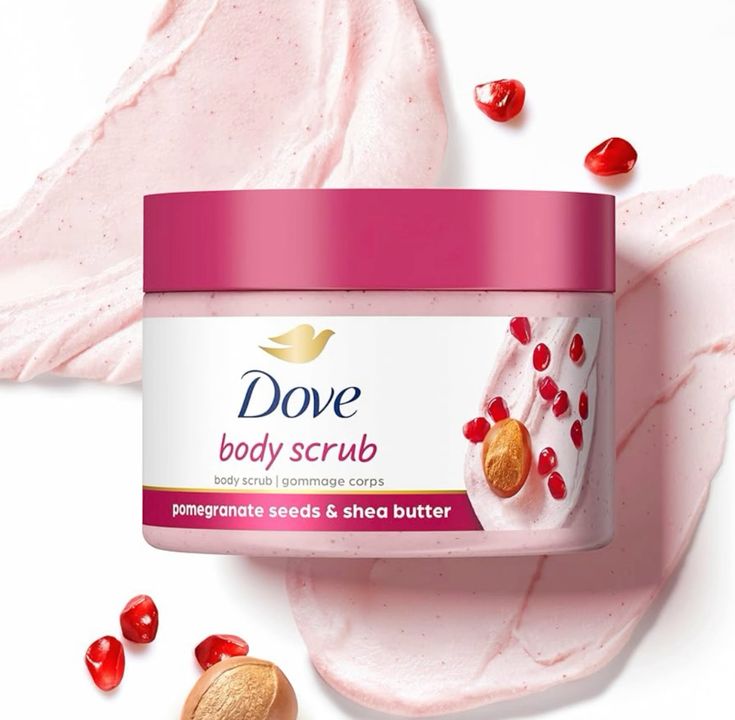 Dove
body scrub
body scrub | gommage corps
pomegranate seeds & shea butter